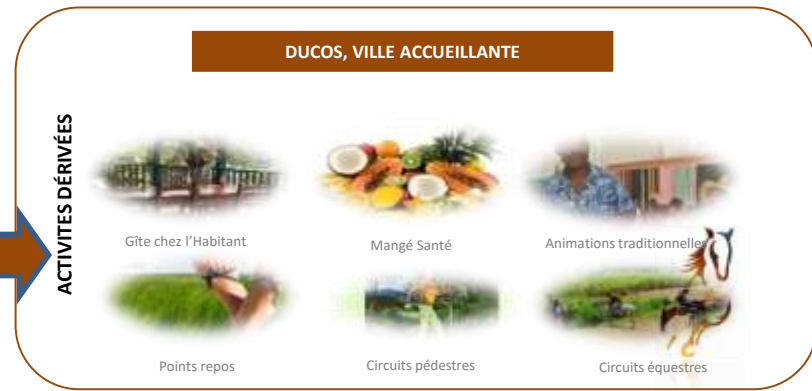 DUCOS, VILLE ACCUEILLANTE
ACTIVITES DÉRIVÉES
Gîte chez l’Habitant
Mangé Santé
Animations traditionnelles
Points repos
Circuits pédestres
Circuits équestres